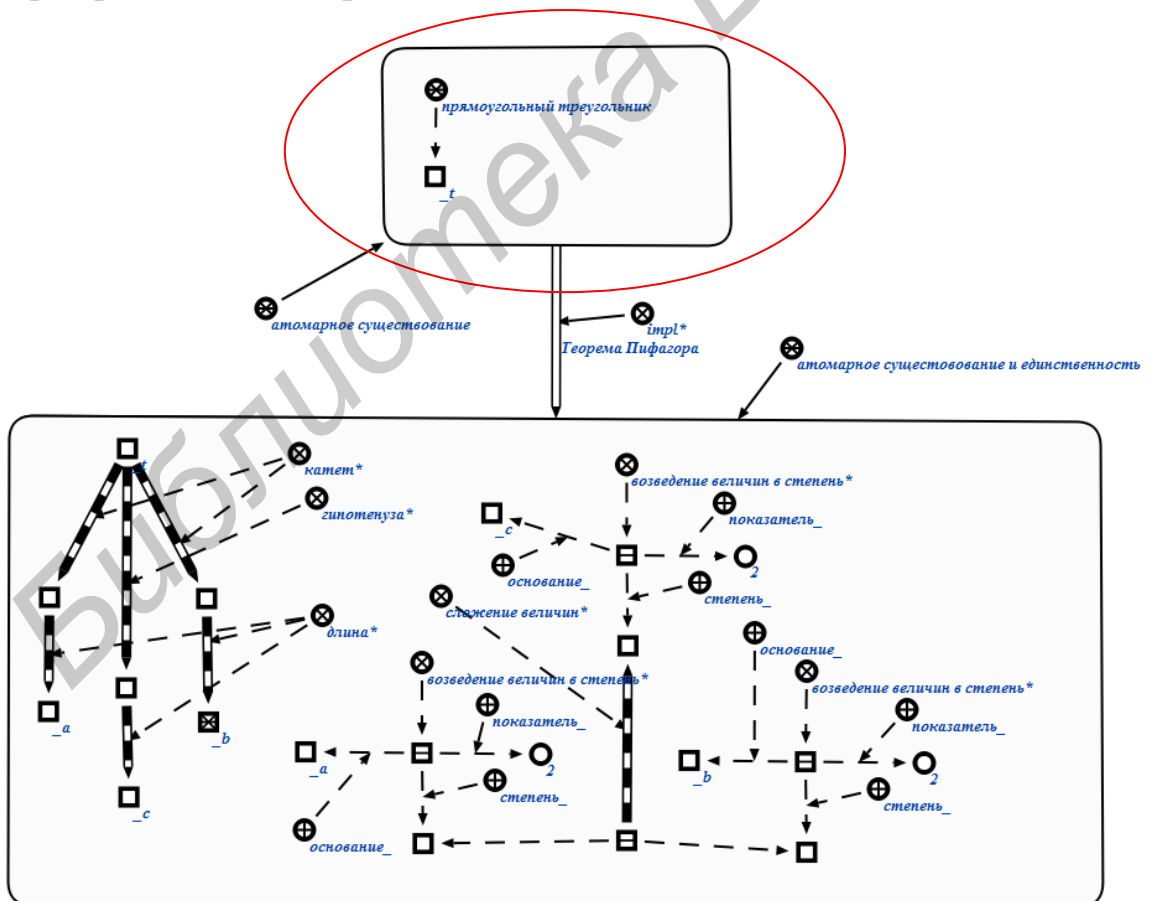 прямоугольный треугольник
_t
атомарное существование
impl*
Теорема Пифагора
атомарное сущестовование и единственность
_t
катет*
гипотенуза*
длина*
_a
_b
_c
возведение величин в степень*
показатель_
_c
основание_
2
степень_
сложение величин*
возведение величин в степень*
показатель_
_a
2
степень_
основание_
основание_
возведение величин в степень*
показатель_
_b
2
степень_
Библиотека